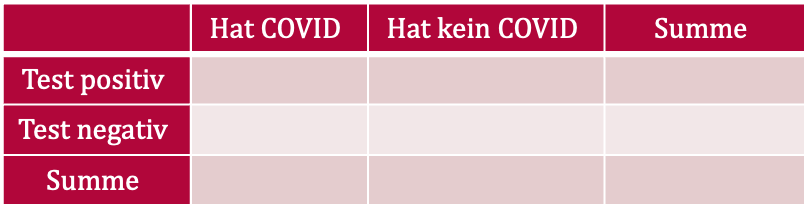 Hat COVID Hat kein COVID Summe
Test positiv
Test negativ
Summe